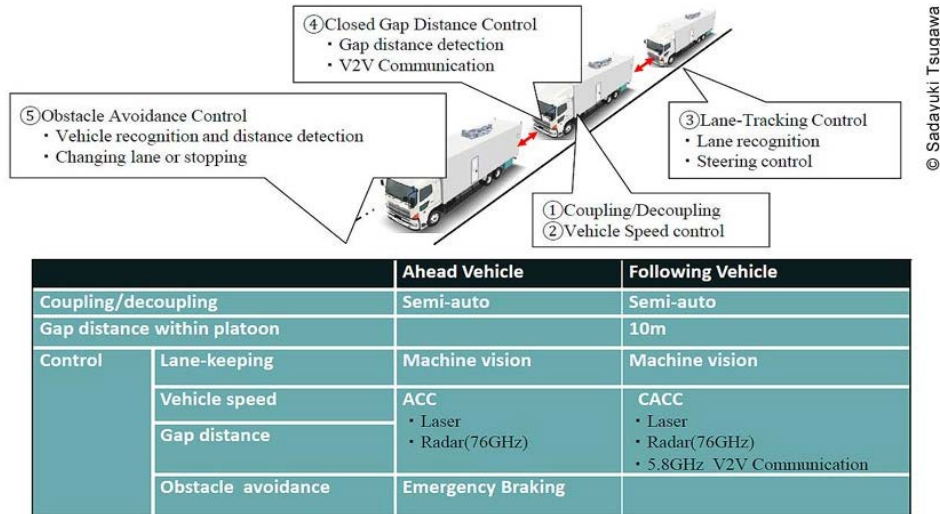 ④Closed Gap Distance Control
・Gap distance detection
・V2V Communication
⑤Obstacle Avoidance Control
・Vehicle recognition and distance detection
・Changing lane or stopping
③Lane-Tracking Control
・Lane recognition
・Steering control
①Coupling/Decoupling
②Vehicle Speed control
© Sadayuki Tsugawa
Ahead Vehicle Following Vehicle
Coupling/decoupling Semi-auto Semi-auto
Gap distance within platoon 10m
Control Lane-keeping Machine vision Machine vision
Vehicle speed ACC CACC
・Laser ・Laser
Gap distance ・Radar(76GHz) ・Radar(76GHz)
・5.8GHz V2V Communication
Obstacle avoidance Emergency Braking